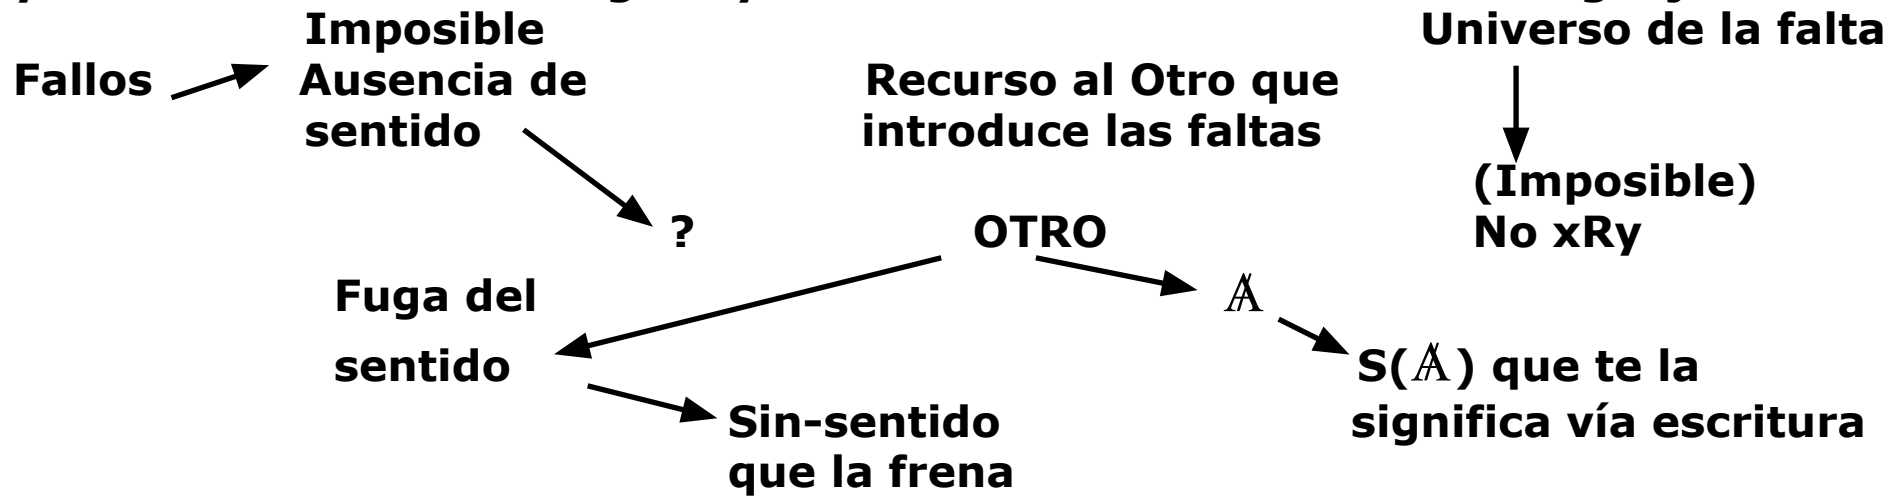 Imposible
Universo de la falta
Fallos
Ausencia de
Recurso al Otro que
sentido
introduce las faltas
(Imposible)
?
OTRO
No xRy
Fuga del
Ⱥ
sentido
S(Ⱥ) que te la
Sin-sentido
significa vía escritura
que la frena